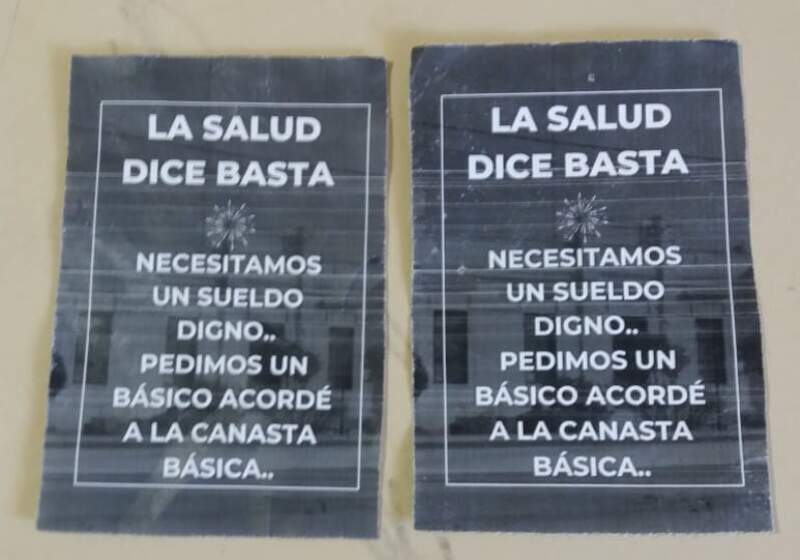 LA SALUD
DICE BASTA
NECESITAMOS
UN SUELDO
DIGNO..
PEDIMOS UN
BÁSICO ACORDÉ
A LA CANASTA
BÁSICA..
LA SALUD
DICE BASTA
NECESITAMOS
UN SUELDO
DIGNO..
PEDIMOS UN
BÁSICO ACORDÉ
A LA CANASTA
BÁSICA..